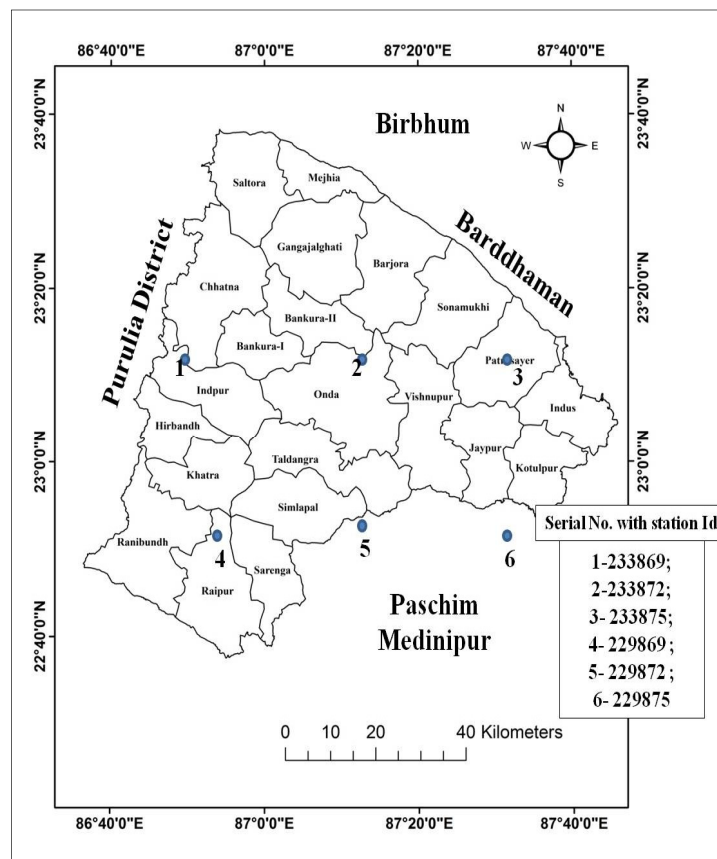 86°40'0"E 87°0'0"E 87°20'0"E 87°40'0"E
23°40'0"N
23°40'0"N
Birbhum
N
W E
S
Mejhia
Saltora
Barddhaman
Gangajalghati
Barjora
Purulia District
23°20'0"N
23°20'0"N
Chhatna
Sonamukhi
Bankura-II
Bankura-I
1
2
3
Indpur
Onda
Vishnupur
Indus
Hirbandh
Jaypur
Taldangra
23°0'0"N
23°0'0"N
Khatra
Kotulpur
Simlapal
Ranibundh
4
5
6
Sarenga
Raipur
Serial No. with station Id
1-233869;
2-233872;
3-233875;
4-229869;
5-229872;
6- 229875
Paschim
Medinipur
22°40'0"N
22°40'0"N
0 10 20 40 Kilometers
86°40'0"E 87°0'0"E 87°20'0"E 87°40'0"E